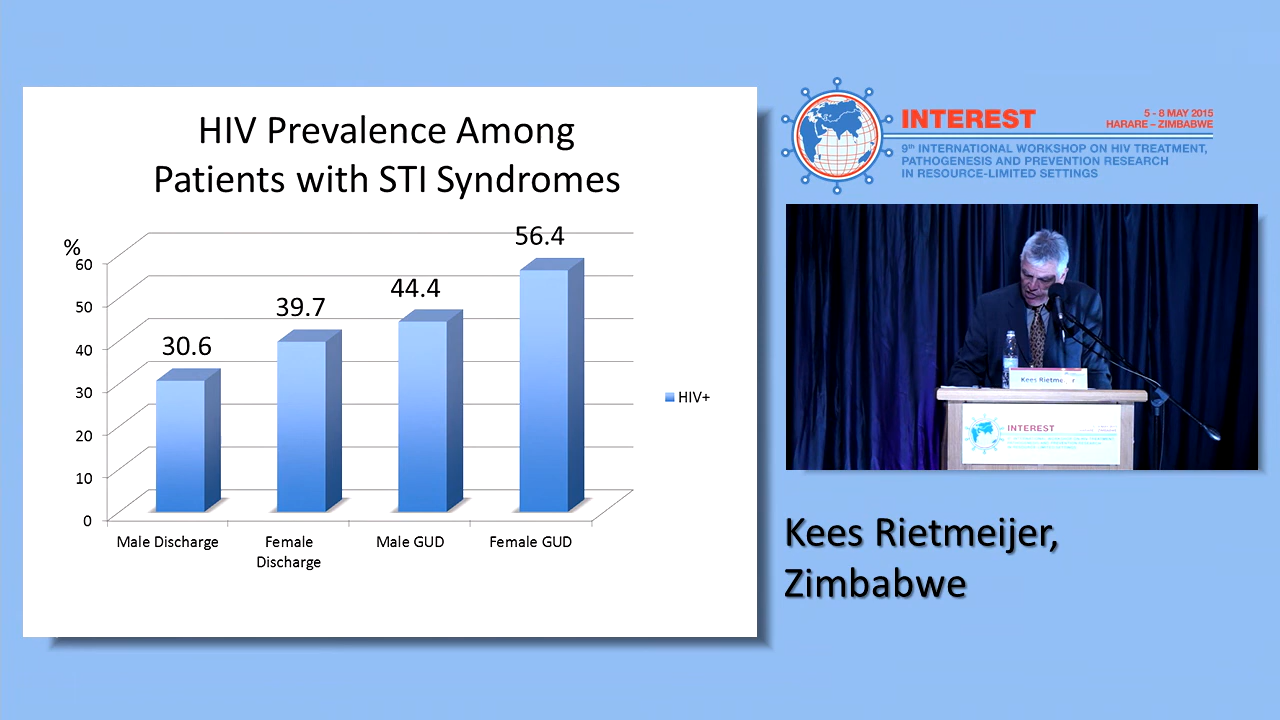 HIV Prevalence Among
Patients with STI Syndromes
%
60
50
40
30
20
10
0
30.6
39.7
44.4
56.4
Male Discharge
Female
Discharge
Male GUD
Female GUD
HIV+
INTEREST
5 - 8 MAY 2015
HARARE – ZIMBABWE
9th INTERNATIONAL WORKSHOP ON HIV TREATMENT,
PATHOGENESIS AND PREVENTION RESEARCH
IN RESOURCE-LIMITED SETTINGS
Kees
INTEREST
Kees Rietmeijer,
Zimbabwe